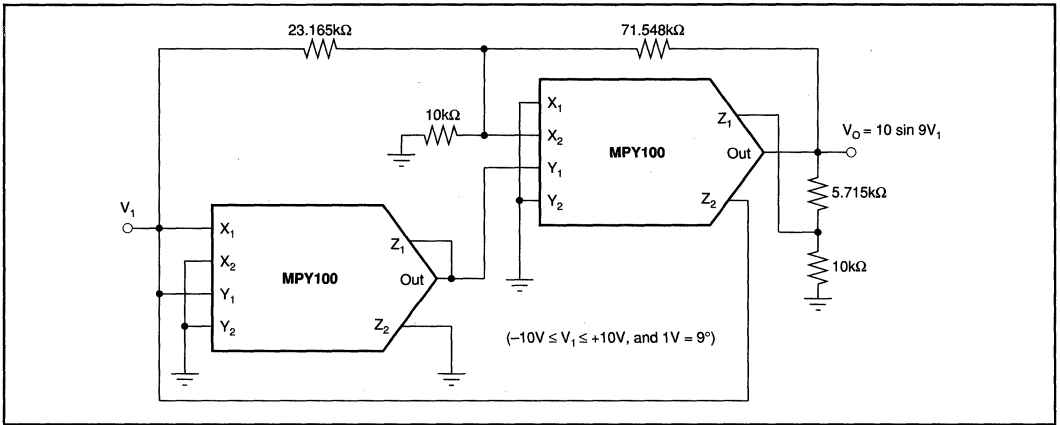 23.165kΩ
71.548kΩ
10kΩ
X₁
X₂
Y₁
Y₂
MPY100
Z₁
Out
Z₂
V₀ = 10 sin 9V₁
5.715kΩ
10kΩ
V₁
X₁
X₂
Y₁
Y₂
MPY100
Z₁
Out
Z₂
(–10V ≤ V₁ ≤ +10V, and 1V = 9°)